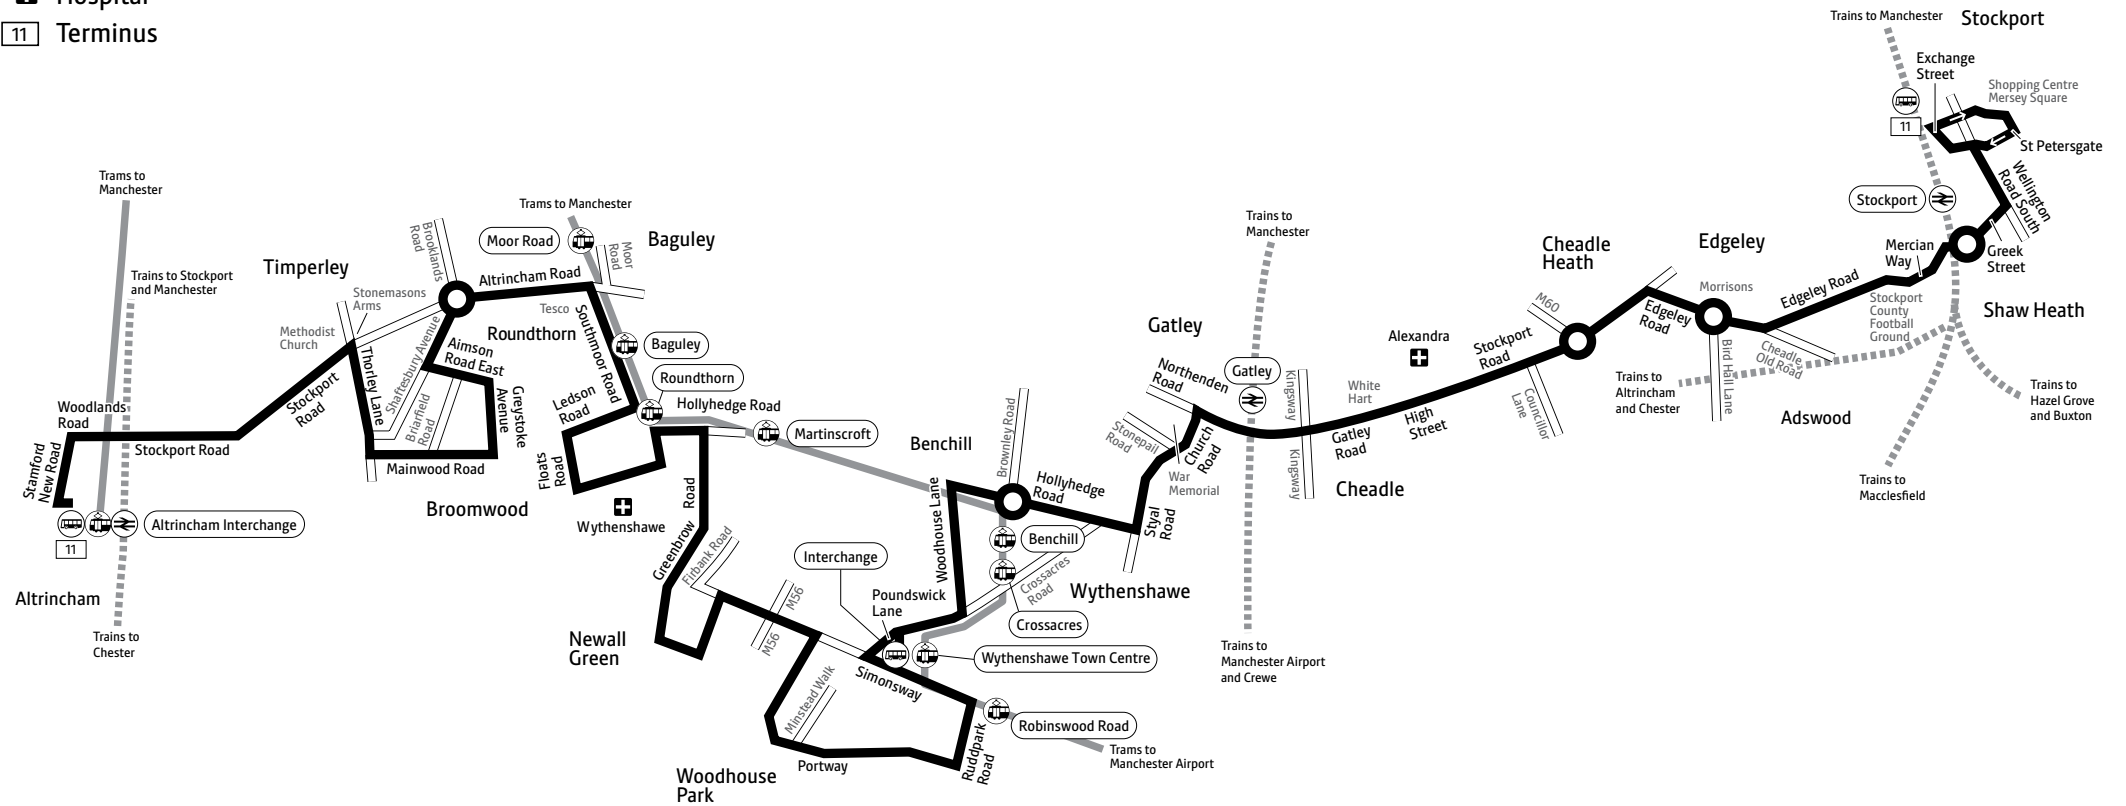 Hospital
11 Terminus
Trains to Manchester
Stockport
Exchange
Street
Shopping Centre
Mersey Square
11
St Petersgate
Wellington
Road South
Stockport
Mercian
Way
Greek
Street
Shaw Heath
Edgeley Road
Stockport
County
Football
Ground
Edgeley
Morrisons
Cheadle
Heath
M60
Edgeley
Road
Bird Hall Lane
Cheadle
Old Road
Trains to
Altrincham
and Chester
Adswood
Trains to
Hazel Grove
and Buxton
Trains to
Macclesfield
Stockport
Road
Councillor
Lane
Alexandra
White
Hart
High
Street
Gatley
Road
Kingsway
Kingsway
Cheadle
Trains to
Manchester
Gatley
Gatley
Northenden
Road
Church
Road
Stonepail
Road
War
Memorial
Styal
Road
Trains to
Manchester Airport
and Crewe
Benchill
Brownley Road
Hollyhedge
Road
Woodhouse Lane
Benchill
Crossacres
Road
Wythenshawe
Crossacres
Interchange
Poundswick
Lane
Wythenshawe Town Centre
Simonsway
Robinswood Road
Trams to
Manchester Airport
Ruddpark
Road
Portway
Minstead Walk
Woodhouse
Park
M56
M56
Newall
Green
Firbank Road
Greenbrow
Road
Wythenshawe
Floats
Road
Ledson
Road
Hollyhedge Road
Martinscroft
Roundthorn
Baguley
Southmoor Road
Roundthorn
Tesco
Altrincham Road
Moor Road
Trams to Manchester
Moor
Road
Baguley
Brooklands
Road
Timperley
Stonemasons
Arms
Methodist
Church
Shaftesbury Avenue
Aimson
Road East
Greystoke
Avenue
Briarfield
Road
Thorley Lane
Mainwood Road
Broomwood
Stockport
Road
Stockport Road
Trams to
Manchester
Trains to Stockport
and Manchester
Woodlands
Road
Stamford
New Road
Altrincham Interchange
11
Altrincham
Trains to
Chester